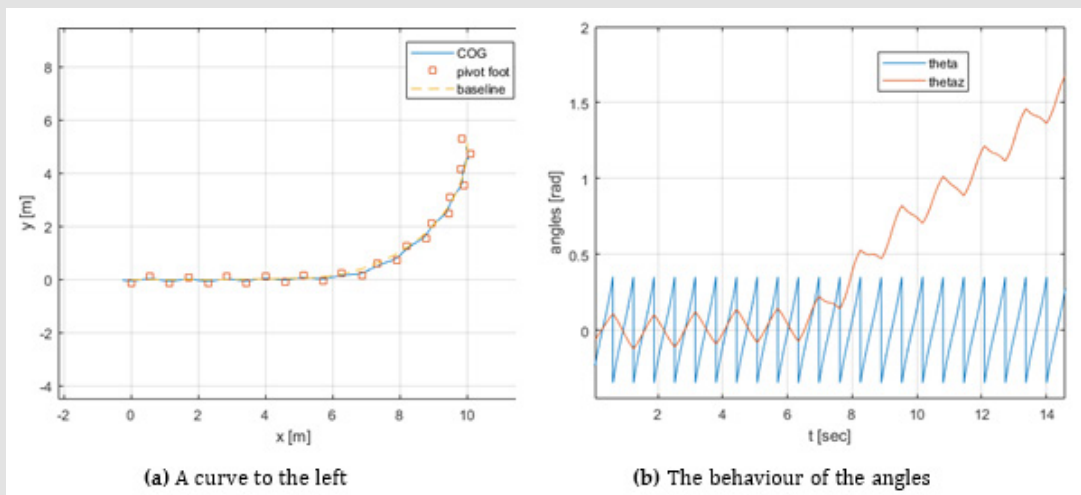 8
6
4
2
0
-2
-4
-2
0
2
4
6
8
10
y [m]
x [m]
COG
pivot foot
baseline
(a) A curve to the left
2
1.5
1
0.5
0
2
4
6
8
10
12
14
angles [rad]
t [sec]
theta
thetaz
(b) The behaviour of the angles